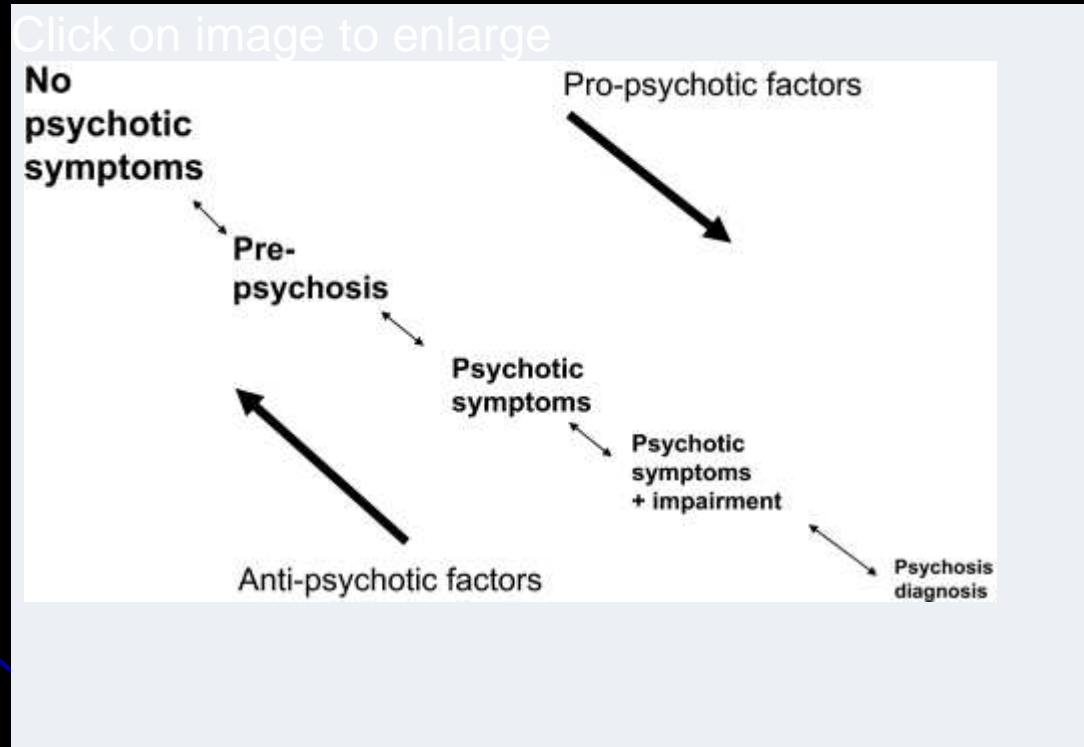 Click on image to enlarge
No
psychotic
symptoms
Pro-psychotic factors
Pre-
psychosis
Psychotic
symptoms
Psychotic
symptoms
+ impairment
Anti-psychotic factors
Psychosis
diagnosis